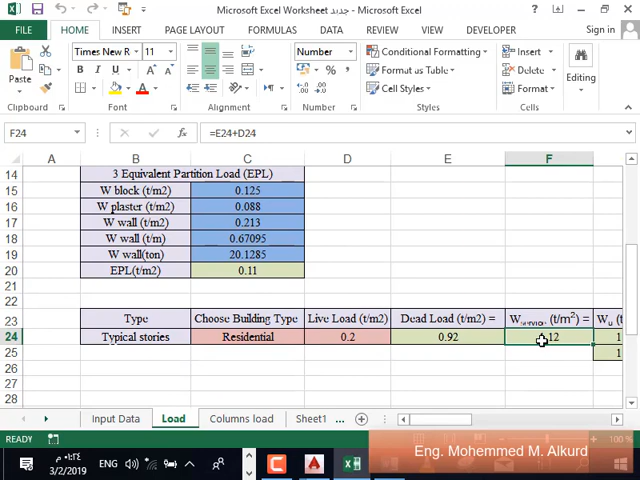 Microsoft Excel Worksheet جديد - Microsoft Excel
FILE HOME INSERT PAGE LAYOUT FORMULAS DATA REVIEW VIEW DEVELOPER Sign in
Paste
Times New R 11
B I U
Number
Conditional Formatting
Format as Table
Cell Styles
Insert
Delete
Format
Editing
Clipboard Font Alignment Number Styles Cells
F24 =E24+D24
A B C D E F
14 3 Equivalent Partition Load (EPL)
15 W block (t/m2) 0.125
16 W plaster (t/m2) 0.088
17 W wall (t/m2) 0.213
18 W wall (t/m) 0.67095
19 W wall(ton) 20.1285
20 EPL(t/m2) 0.11
21
22
23 Type Choose Building Type Live Load (t/m2) Dead Load (t/m2) = (t/m²) = Wu (t
24 Typical stories Residential 0.2 0.92 12 1
25 1
26
27
28
Input Data Load Columns load Sheet1 ...
READY 100 %
Eng. Mohemmed M. Alkurd
ENG ٠٣:٢٤ م
3/2/2019